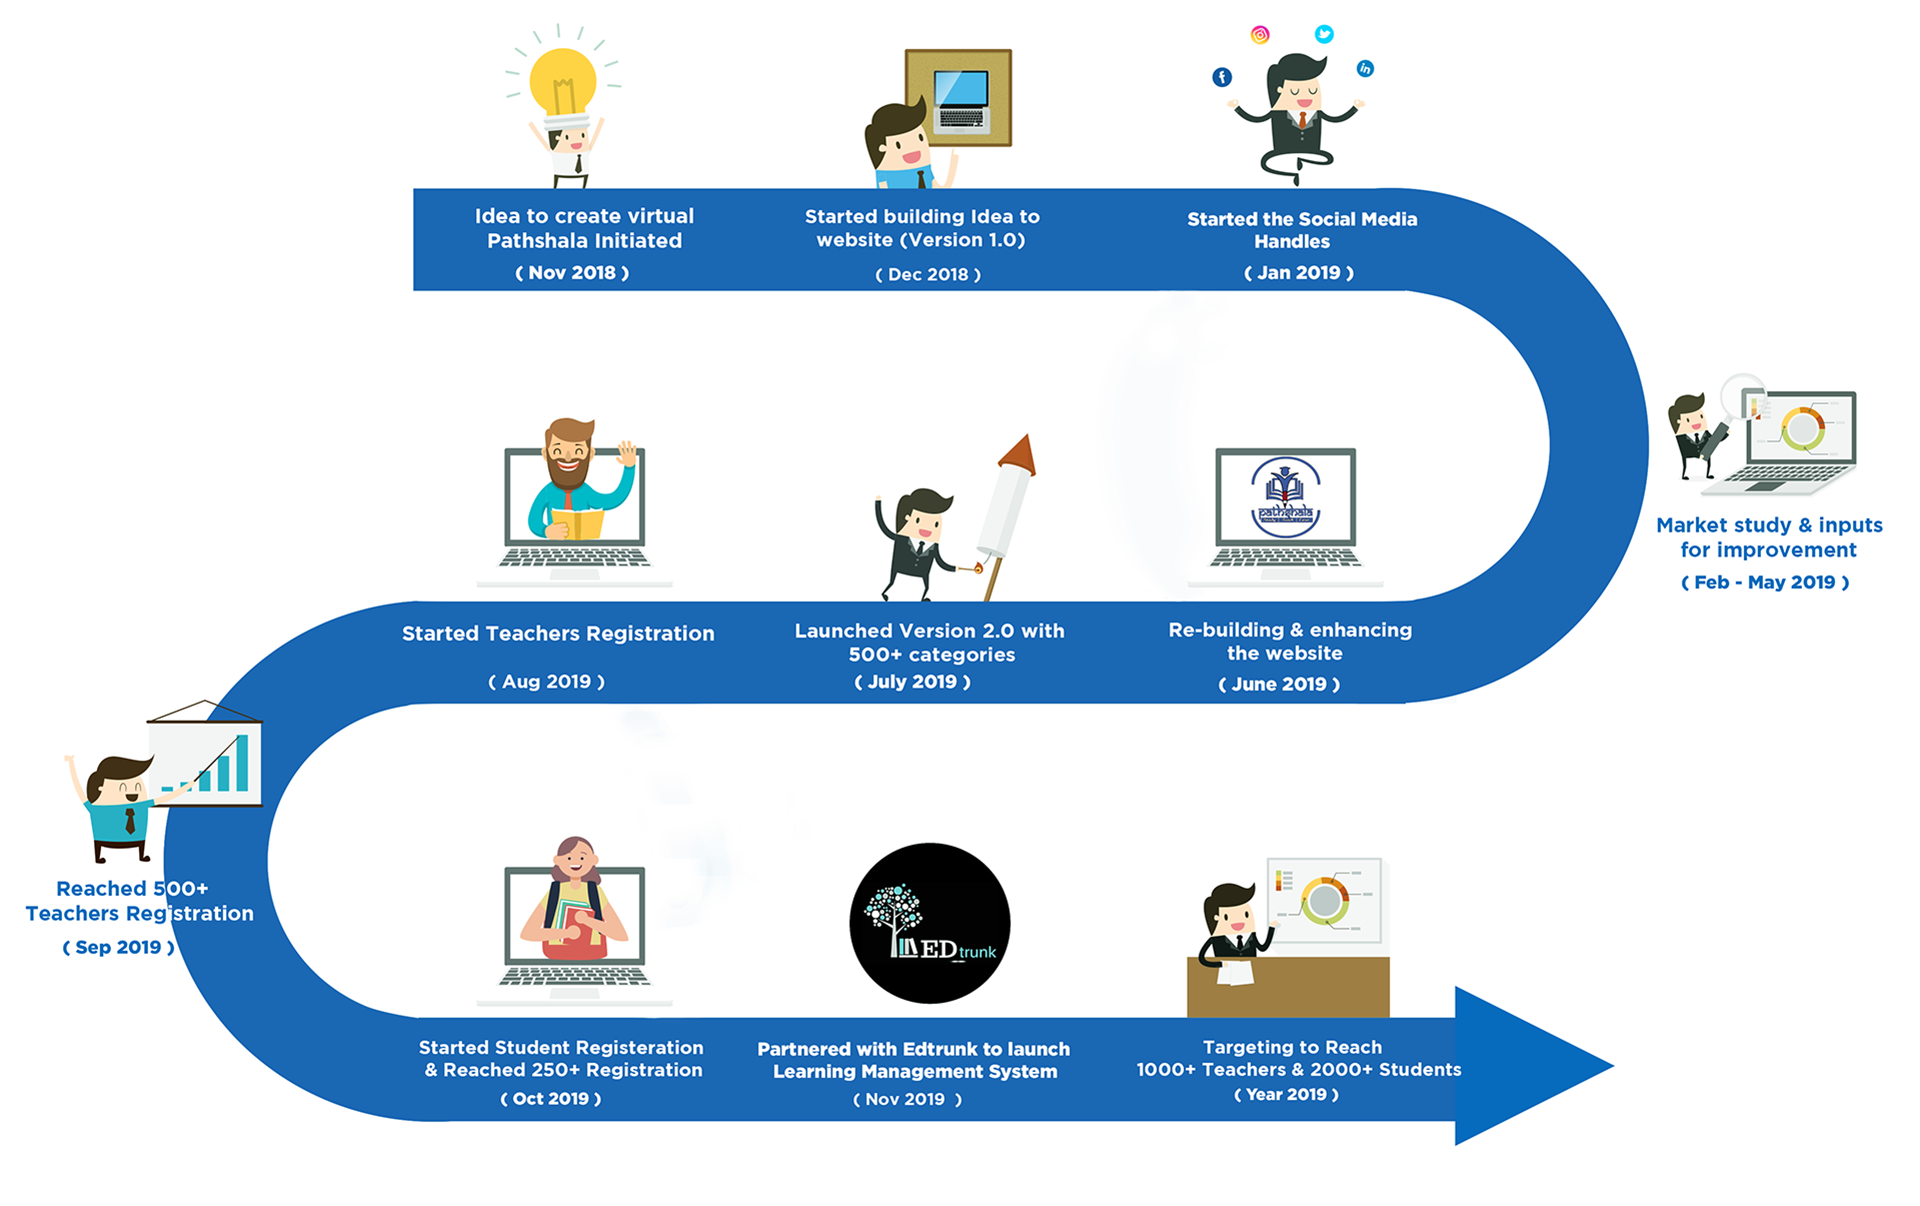 Idea to create virtual
Pathshala Initiated
( Nov 2018 )
Started building Idea to
website (Version 1.0)
( Dec 2018 )
Started the Social Media
Handles
( Jan 2019 )
Market study & inputs
for improvement
( Feb - May 2019 )
pathshala
Re-building & enhancing
the website
( June 2019 )
Launched Version 2.0 with
500+ categories
( July 2019 )
Started Teachers Registration
( Aug 2019 )
Reached 500+
Teachers Registration
( Sep 2019 )
Started Student Registeration
& Reached 250+ Registration
( Oct 2019 )
EDtrunk
Partnered with Edtrunk to launch
Learning Management System
( Nov 2019 )
Targeting to Reach
1000+ Teachers & 2000+ Students
( Year 2019 )